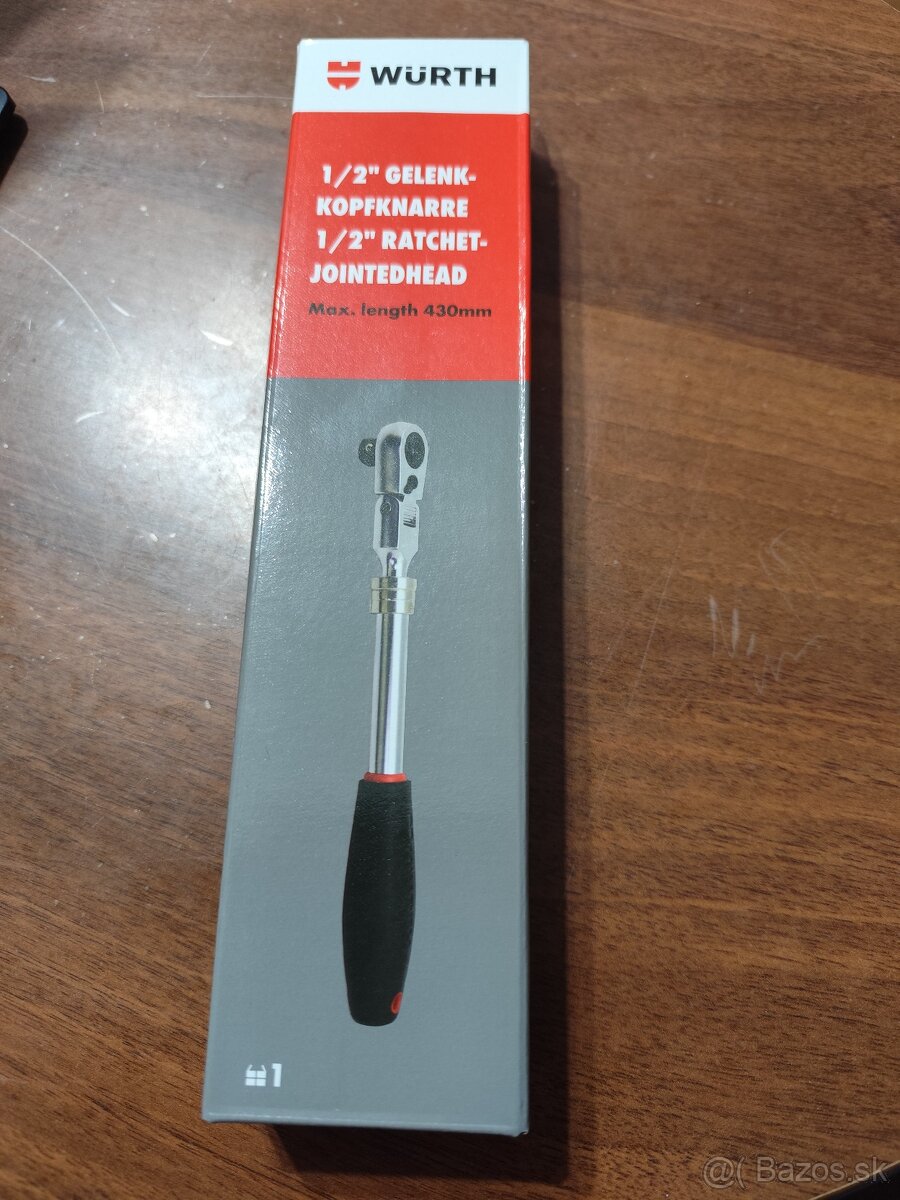 WÜRTH
1/2" GELENK-
KOPFKNARRE
1/2" RATCHET-
JOINTEDHEAD
Max. length 430mm
1
@( Bazos.sk